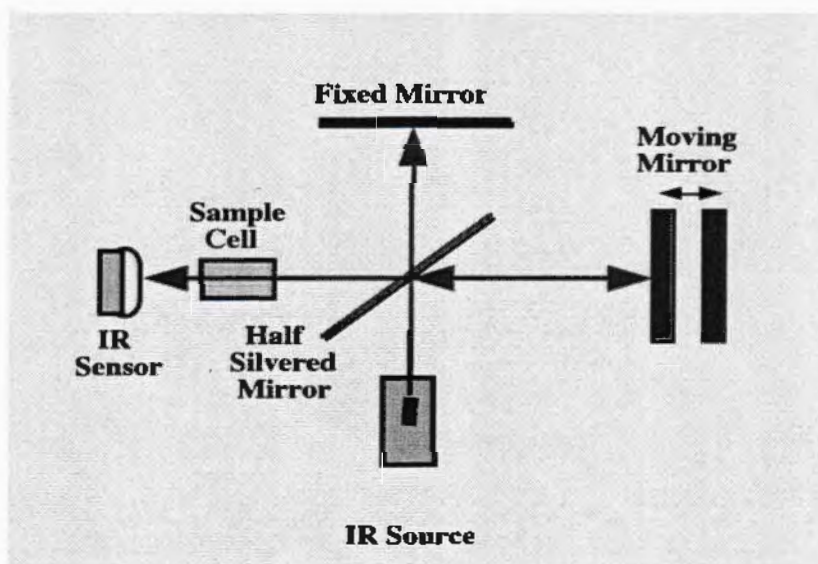 Fixed Mirror
Moving
Mirror
Sample
Cell
IR
Sensor
Half
Silvered
Mirror
IR Source